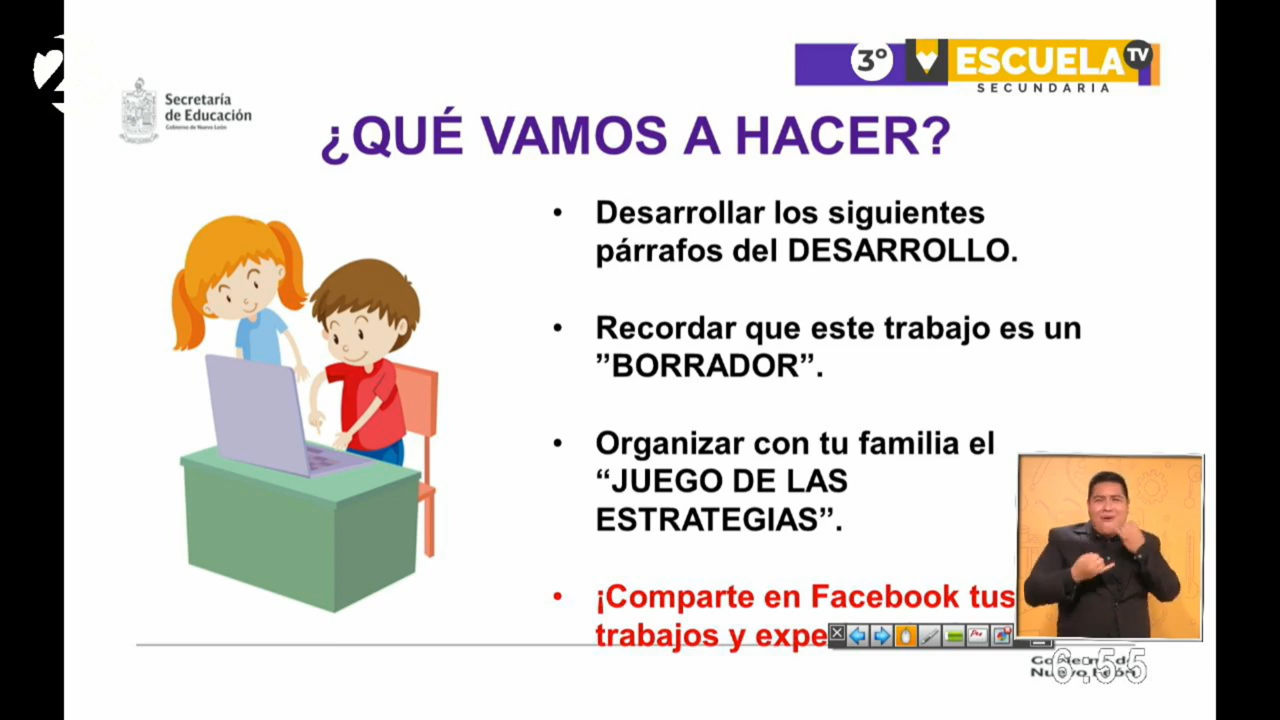 3° ESCUELA TV
SECUNDARIA
Secretaría
de Educación
Gobierno de Nuevo León
¿QUÉ VAMOS A HACER?
• Desarrollar los siguientes
párrafos del DESARROLLO.
• Recordar que este trabajo es un
”BORRADOR”.
• Organizar con tu familia el
“JUEGO DE LAS
ESTRATEGIAS”.
• ¡Comparte en Facebook tus
trabajos y expe
6:55